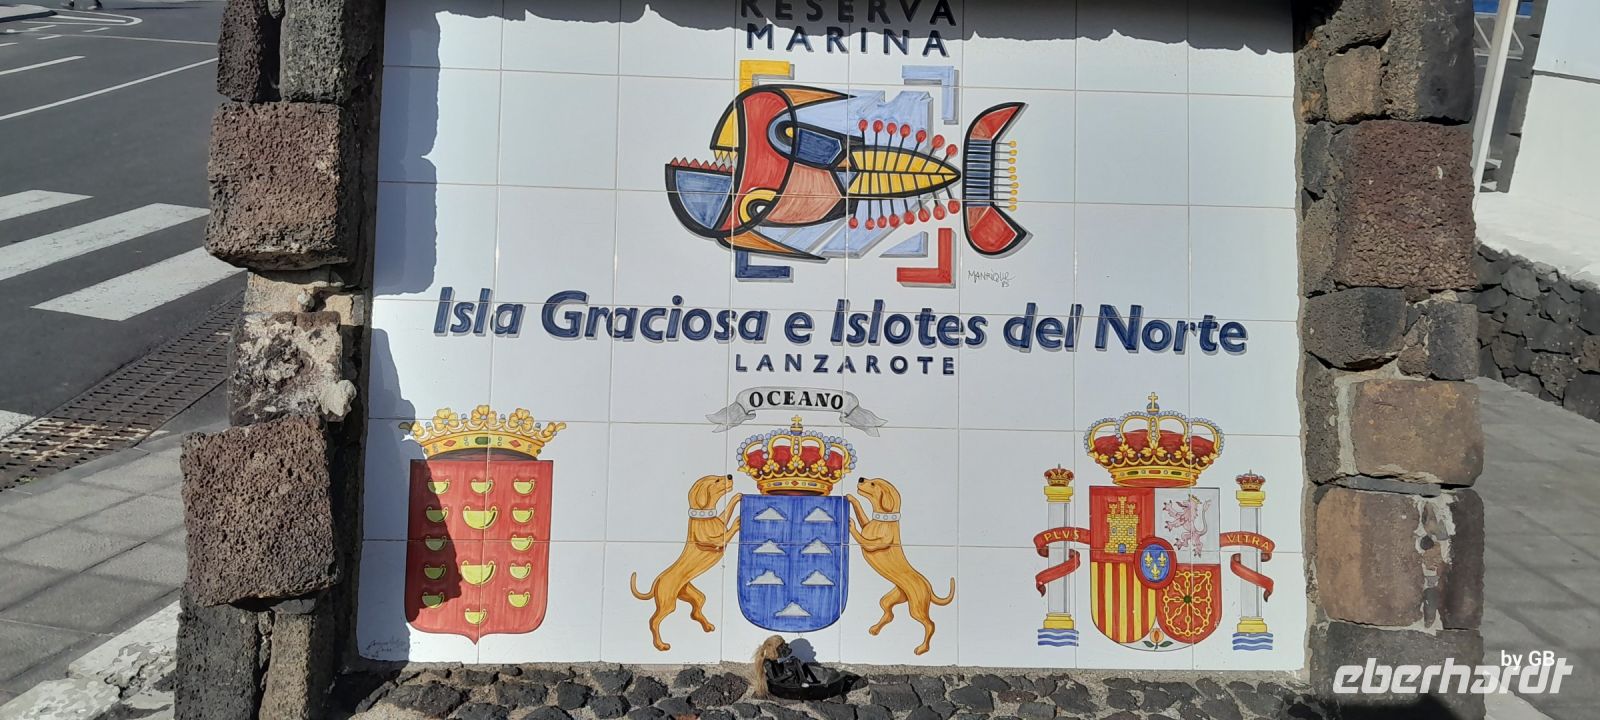 RESERVA
MARINA
MANRIQUE
Isla Graciosa e Islotes del Norte
LANZAROTE
OCEANO
PLVS VLTRA
by GB
eberhardt